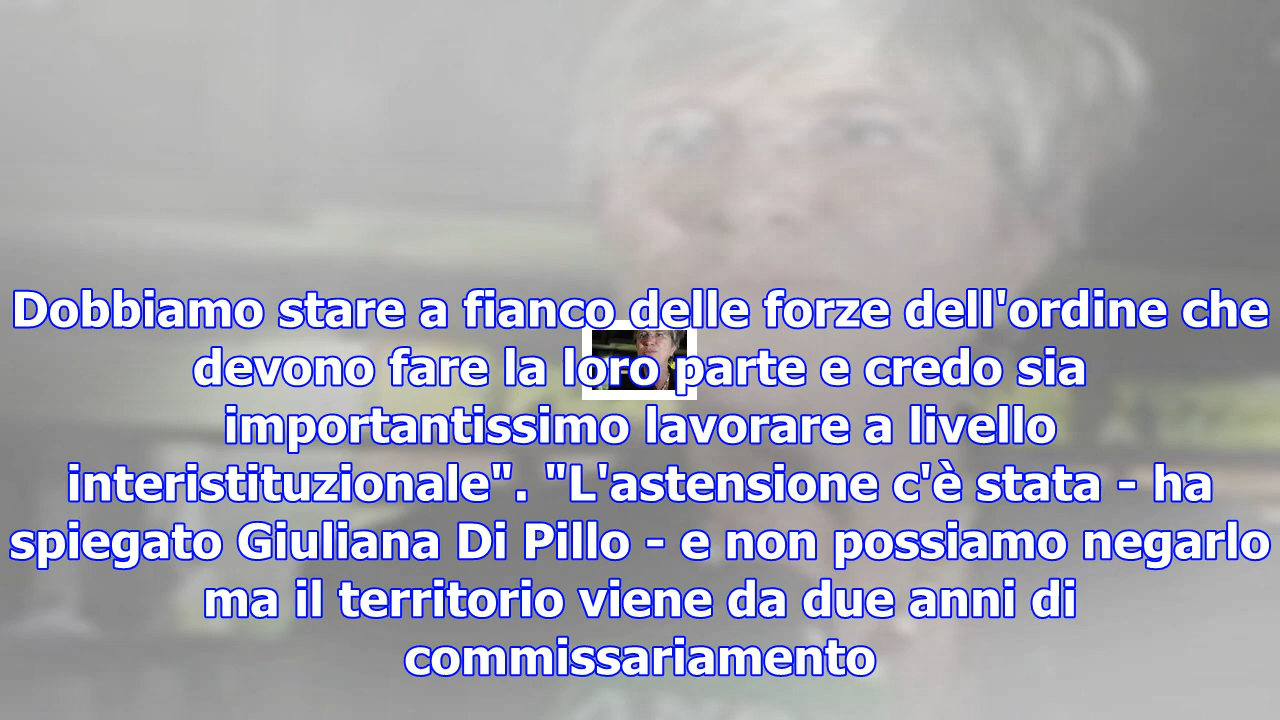 Dobbiamo stare a fianco delle forze dell'ordine che
devono fare la loro parte e credo sia
importantissimo lavorare a livello
interistituzionale". "L'astensione c'è stata - ha
spiegato Giuliana Di Pillo - e non possiamo negarlo
ma il territorio viene da due anni di
commissariamento